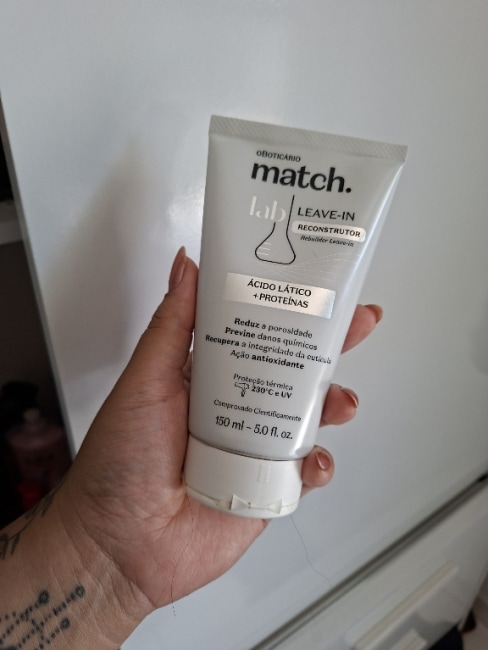 oBOTICÁRIO
match.
lab
LEAVE-IN
RECONSTRUTOR
Rebuilder Leave-in
ÁCIDO LÁTICO
+PROTEÍNAS
Reduz a porosidade
Previne danos químicos
Recupera a integridade da cutícula
Ação antioxidante
Proteção térmica
230°C e UV
Comprovado Cientificamente
150 ml - 5.0 fl. oz.